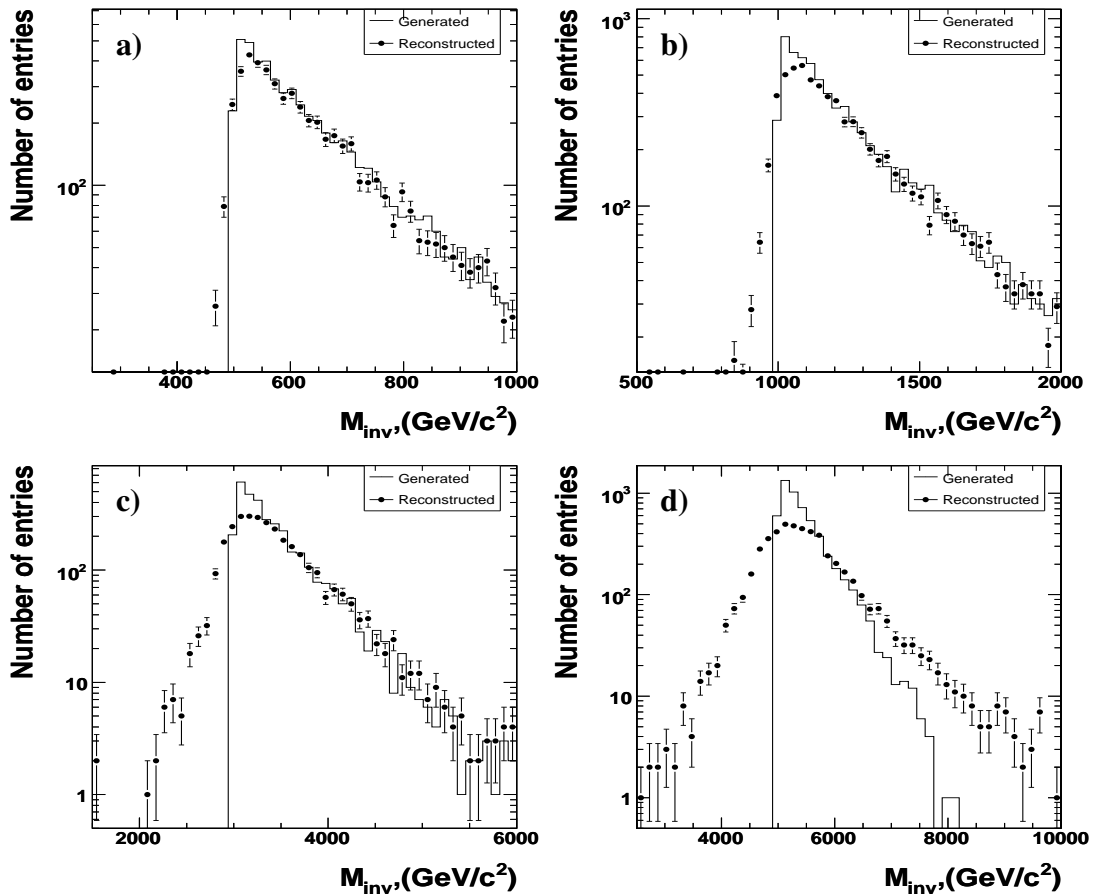 a)
Generated
Reconstructed
Number of entries
10²
400 600 800 1000
M_inv, (GeV/c²)
b)
Generated
Reconstructed
Number of entries
10³
10²
500 1000 1500 2000
M_inv, (GeV/c²)
c)
Generated
Reconstructed
Number of entries
10²
10
1
2000 4000 6000
M_inv, (GeV/c²)
d)
Generated
Reconstructed
Number of entries
10³
10²
10
1
4000 6000 8000 10000
M_inv, (GeV/c²)